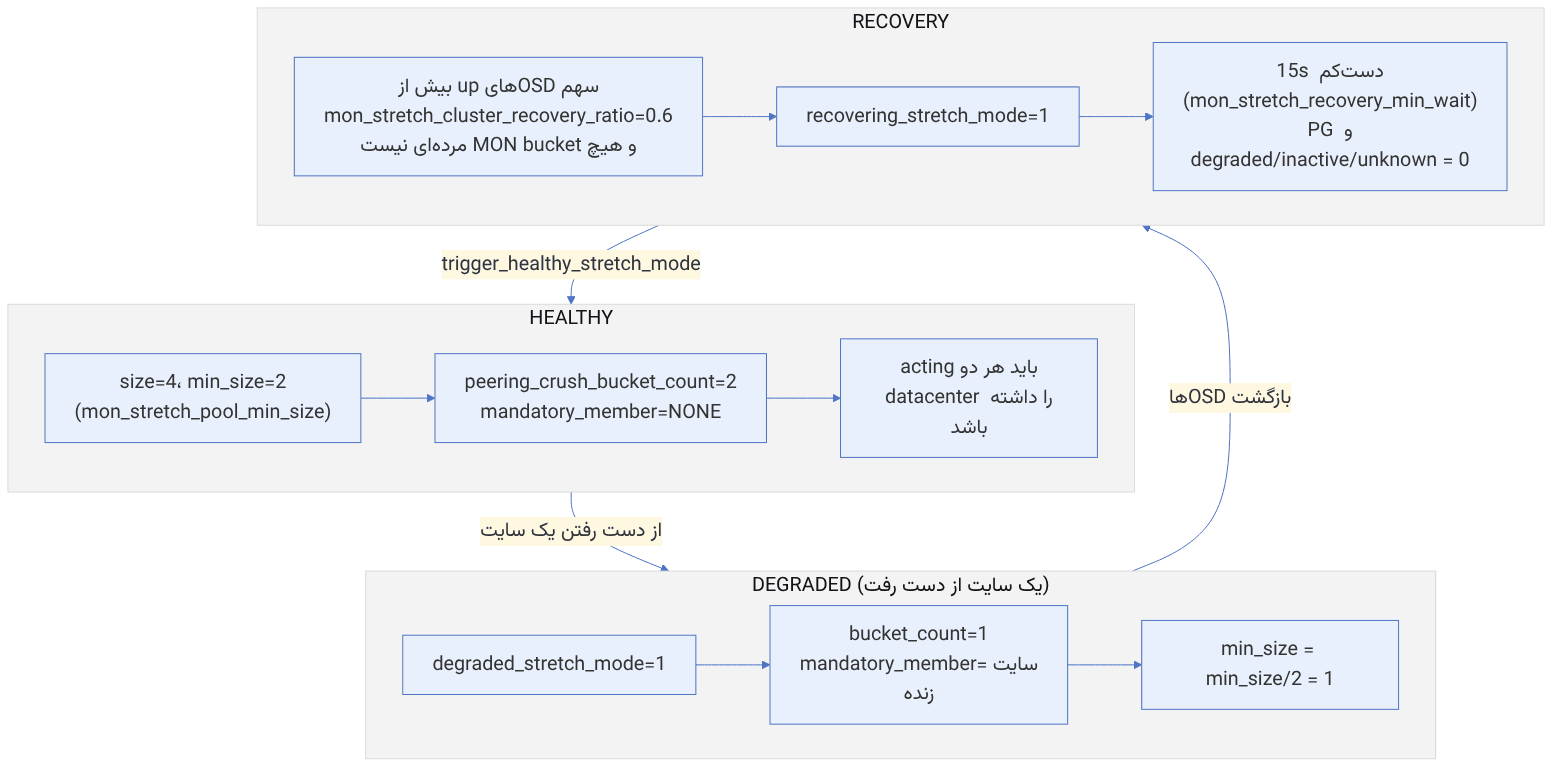 RECOVERY
سهم OSDهای up بیش از
mon_stretch_cluster_recovery_ratio=0.6
و هیچ MON bucket مرده‌ای نیست
recovering_stretch_mode=1
دست‌کم 15s
(mon_stretch_recovery_min_wait)
و PG
degraded/inactive/unknown = 0
trigger_healthy_stretch_mode
HEALTHY
size=4، min_size=2
(mon_stretch_pool_min_size)
peering_crush_bucket_count=2
mandatory_member=NONE
acting باید هر دو
datacenter را داشته
باشد
بازگشت OSDها
از دست رفتن یک سایت
DEGRADED (یک سایت از دست رفت)
degraded_stretch_mode=1
bucket_count=1
mandatory_member= سایت
زنده
min_size =
min_size/2 = 1